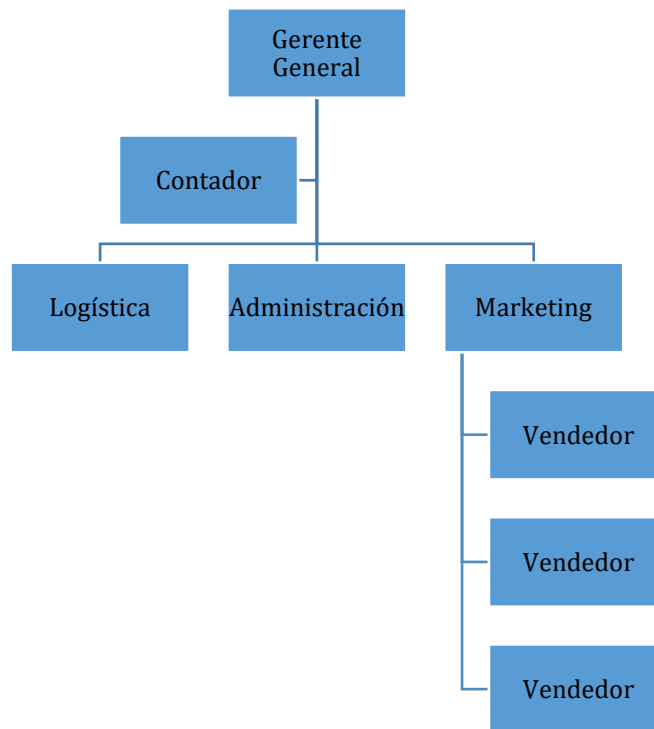 Gerente
General
Contador
Logística
Administración
Marketing
Vendedor
Vendedor
Vendedor